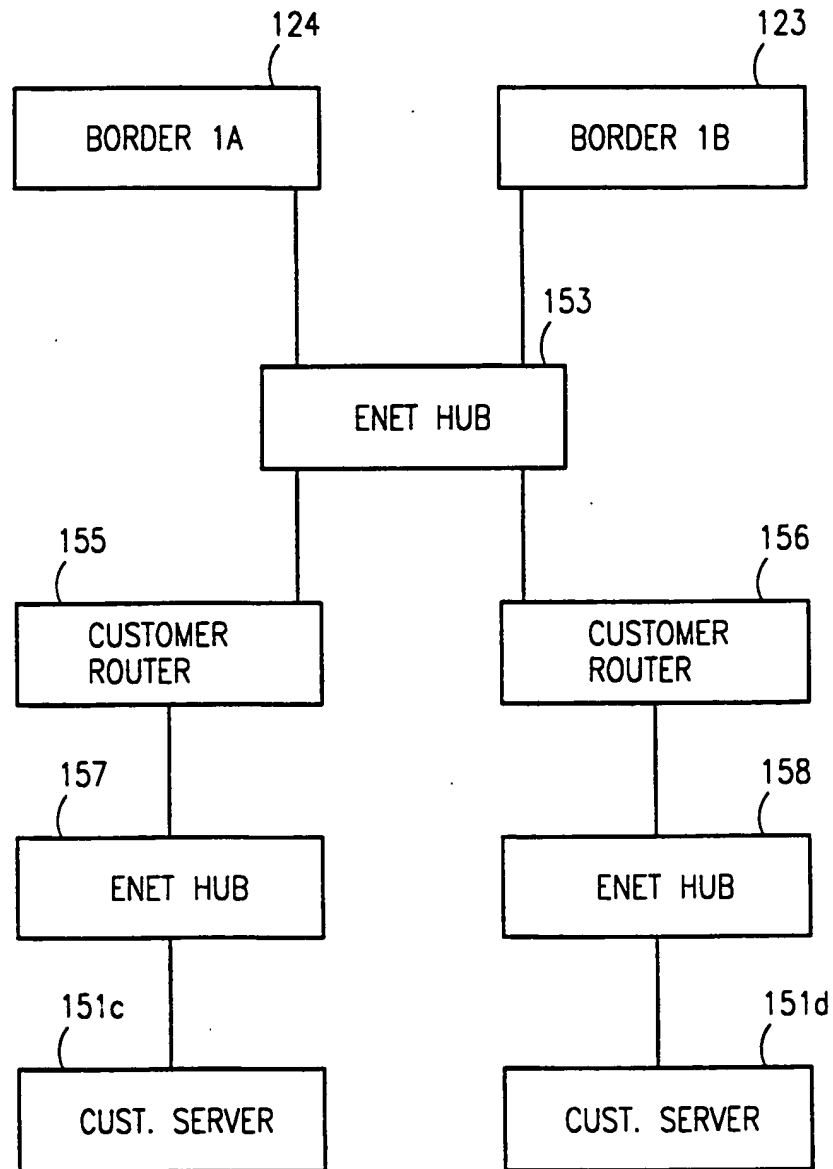 124
123
BORDER 1A
BORDER 1B
153
ENET HUB
155
156
CUSTOMER
ROUTER
CUSTOMER
ROUTER
157
158
ENET HUB
ENET HUB
151c
151d
CUST. SERVER
CUST. SERVER